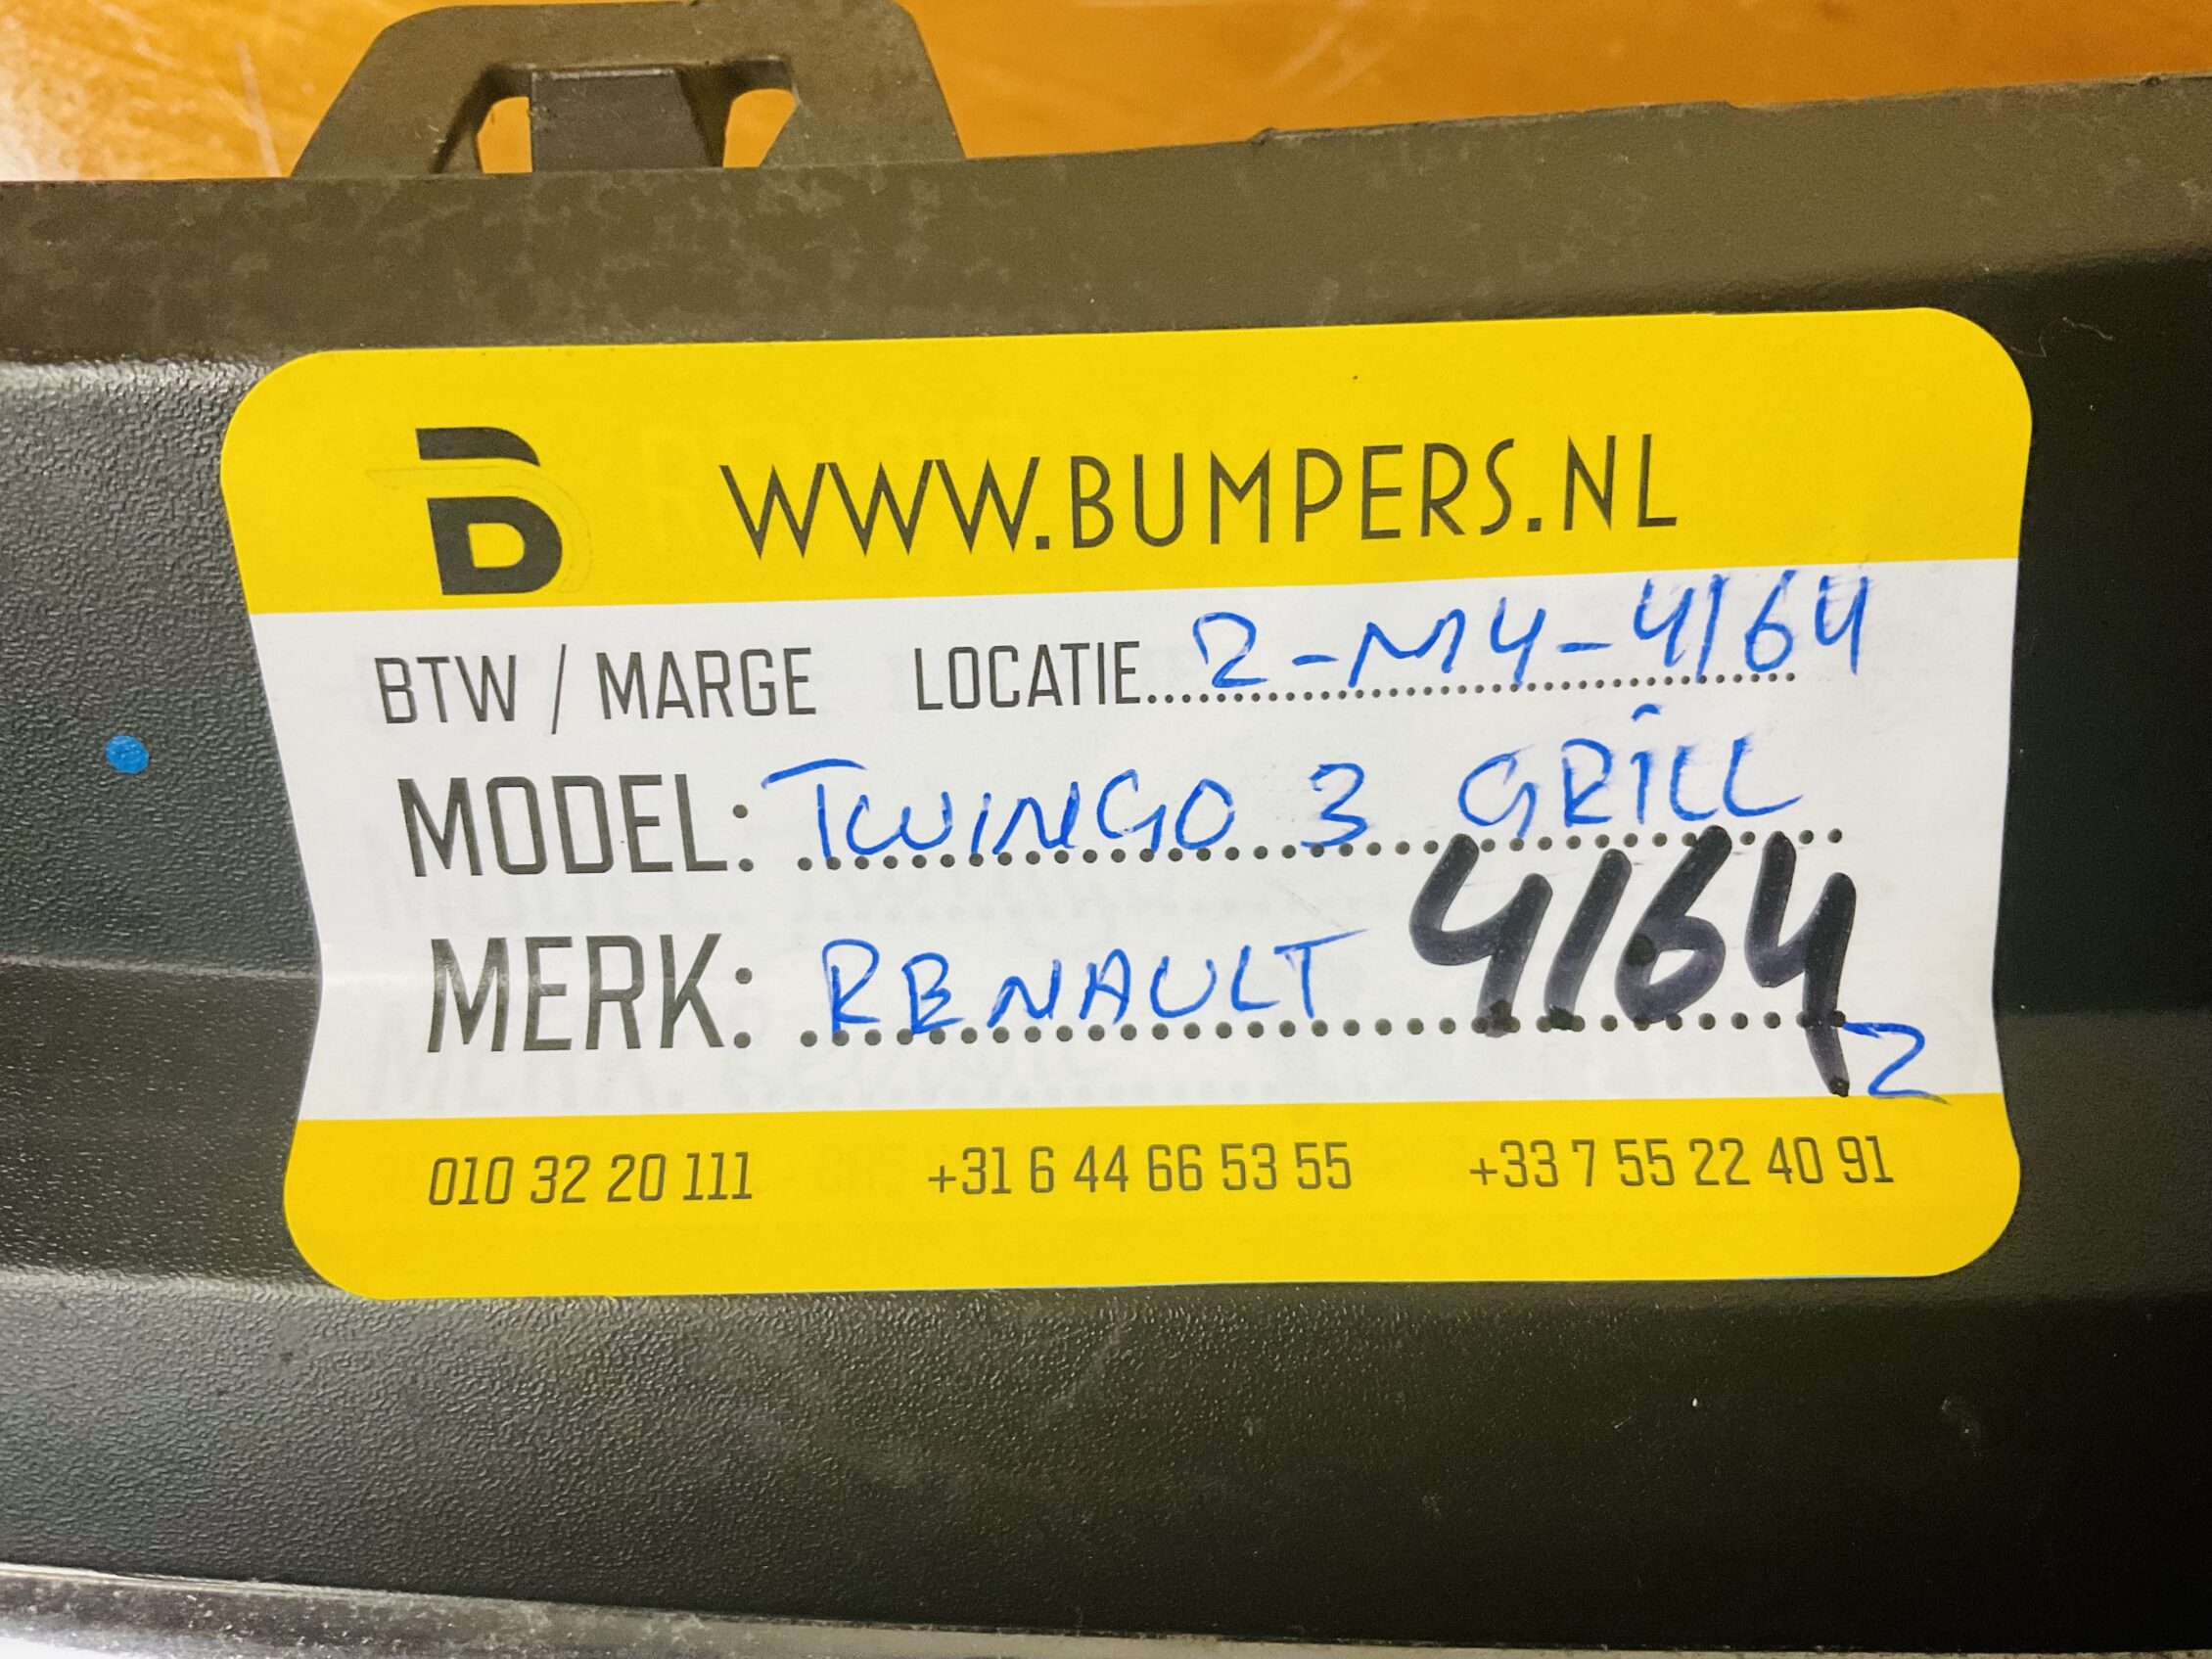 B WWW.BUMPERS.NL
BTW / MARGE LOCATIE 2-M4-4164
MODEL: TWINGO 3 GRILL
MERK: RENAULT 4164
2
010 32 20 111 +31 6 44 66 53 55 +33 7 55 22 40 91